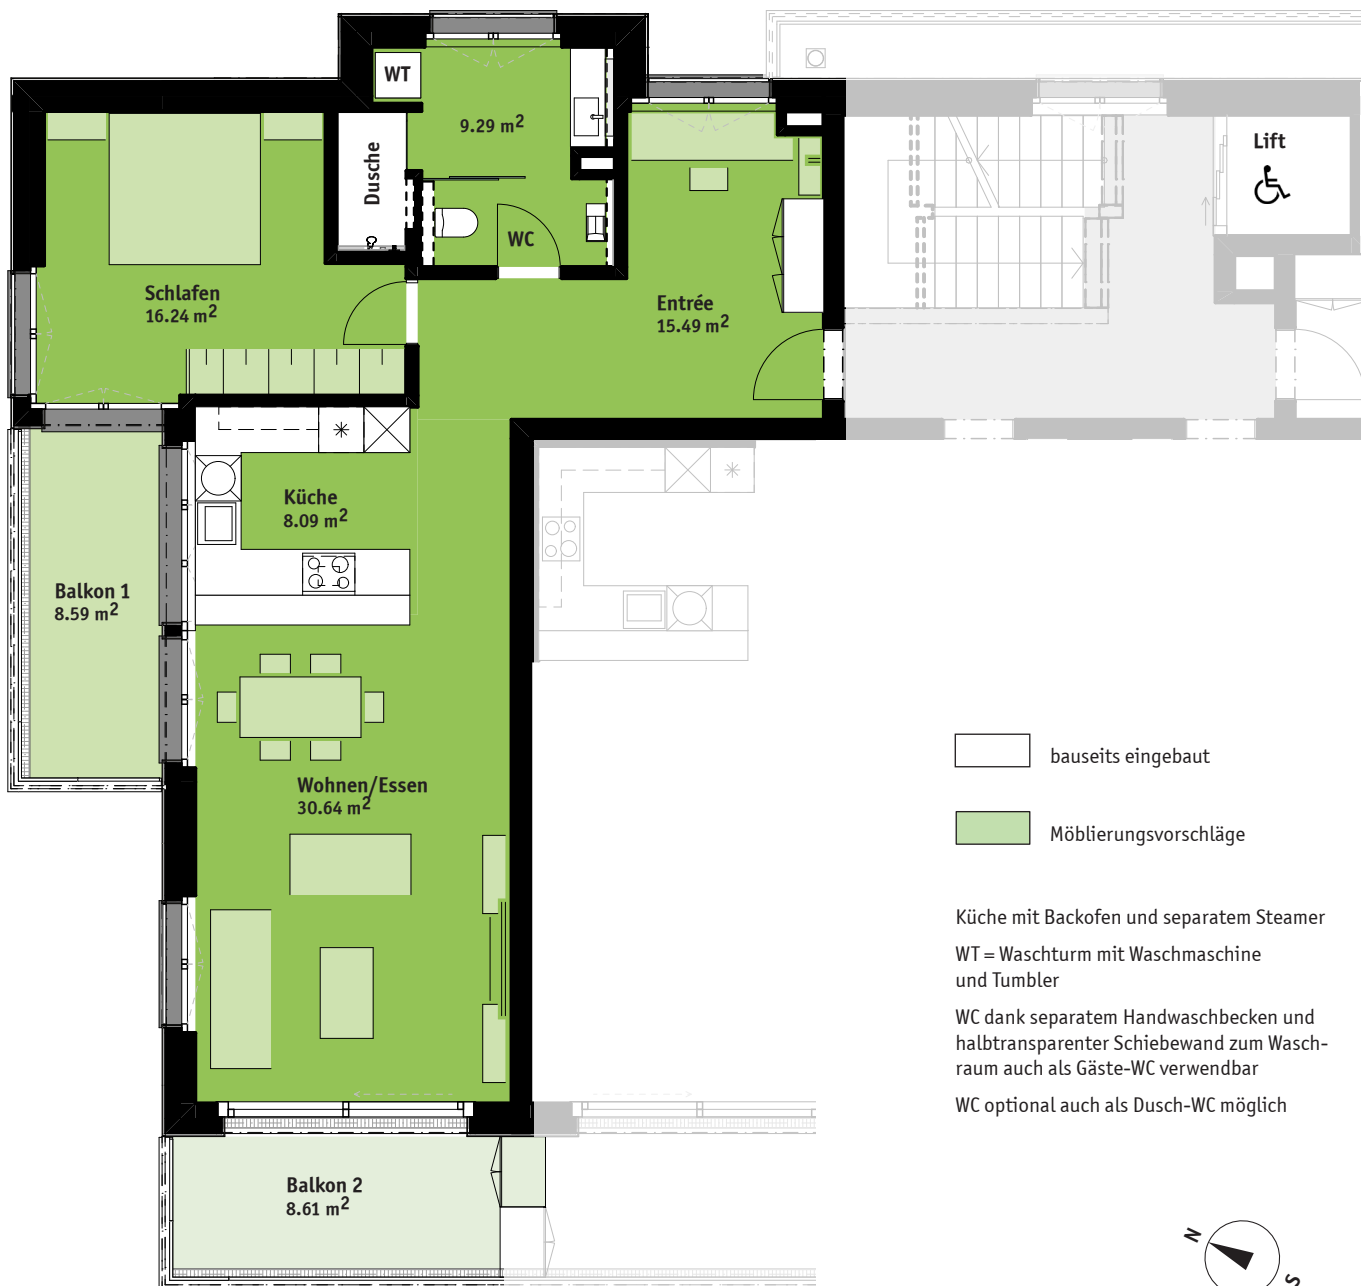 WT
9.29 m²
Dusche
WC
Lift
Schlafen
16.24 m²
Entrée
15.49 m²
Küche
8.09 m²
Balkon 1
8.59 m²
Wohnen/Essen
30.64 m²
Balkon 2
8.61 m²
bauseits eingebaut
Möblierungsvorschläge
Küche mit Backofen und separatem Steamer
WT = Waschturm mit Waschmaschine
und Tumbler
WC dank separatem Handwaschbecken und
halbtransparenter Schiebewand zum Wasch-
raum auch als Gäste-WC verwendbar
WC optional auch als Dusch-WC möglich
N
S